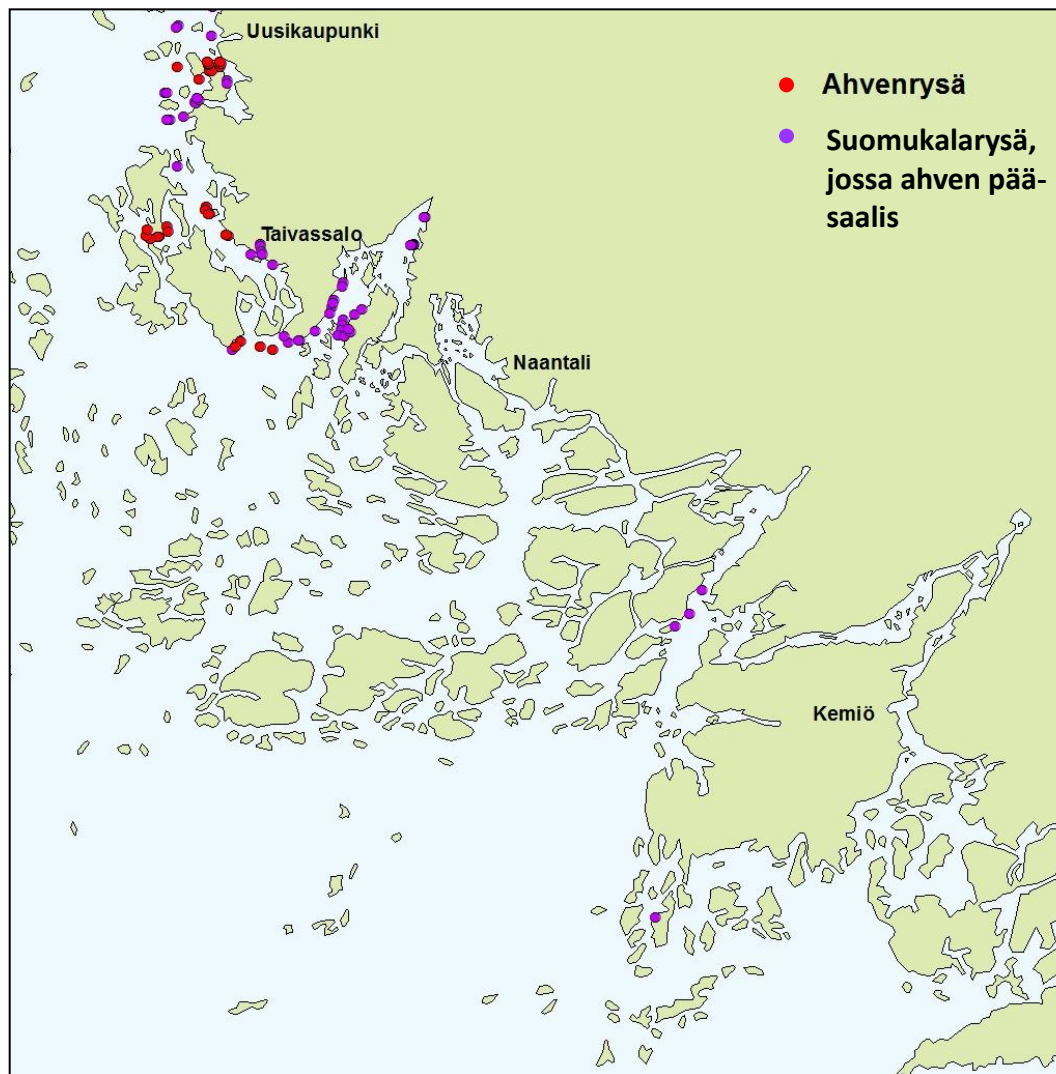 Uusikaupunki
Ahvenrysä
Suomukalarysä,
jossa ahven pää-
saalis
Taivassalo
Naantali
Kemiö